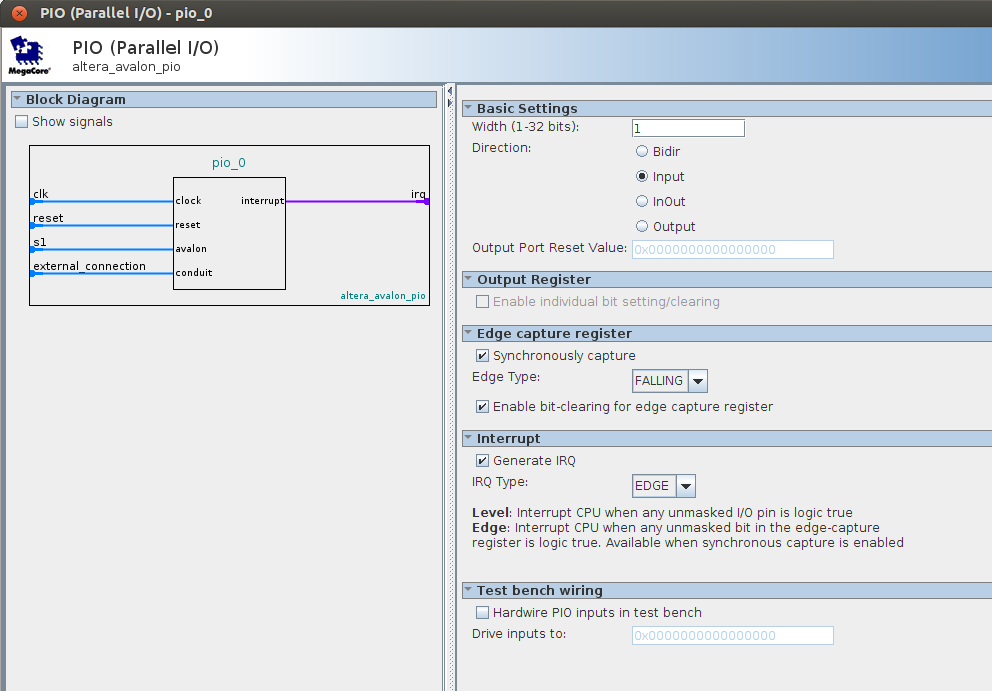 PIO (Parallel I/O) - pio_0
MegaCore®
PIO (Parallel I/O)
altera_avalon_pio
Block Diagram
Show signals
pio_0
clk
clock
interrupt
irq
reset
reset
s1
avalon
external_connection
conduit
altera_avalon_pio
Basic Settings
Width (1-32 bits): 1
Direction:
Bidir
Input
InOut
Output
Output Port Reset Value: 0x0000000000000000
Output Register
Enable individual bit setting/clearing
Edge capture register
Synchronously capture
Edge Type: FALLING
Enable bit-clearing for edge capture register
Interrupt
Generate IRQ
IRQ Type: EDGE
Level: Interrupt CPU when any unmasked I/O pin is logic true
Edge: Interrupt CPU when any unmasked bit in the edge-capture
register is logic true. Available when synchronous capture is enabled
Test bench wiring
Hardwire PIO inputs in test bench
Drive inputs to: 0x0000000000000000